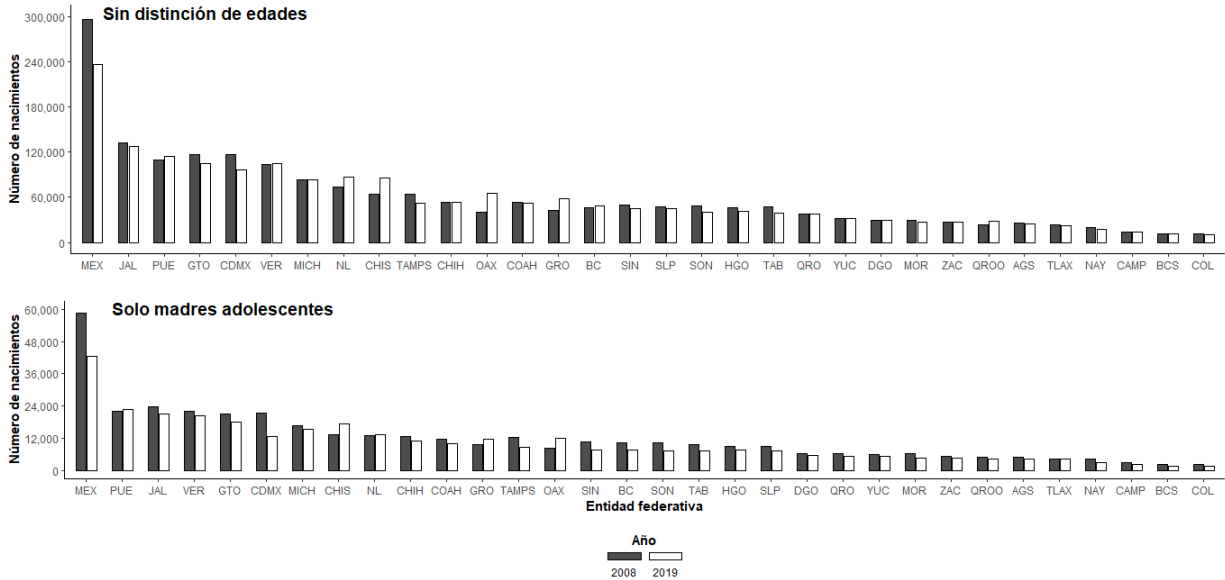 Sin distinción de edades
Número de nacimientos
300,000
240,000
180,000
120,000
60,000
0
MEX JAL PUE GTO CDMX VER MICH NL CHIS TAMPS CHIH OAX COAH GRO BC SIN SLP SON HGO TAB QRO YUC DGO MOR ZAC QROO AGS TLAX NAY CAMP BCS COL
Solo madres adolescentes
Número de nacimientos
60,000
48,000
36,000
24,000
12,000
0
MEX PUE JAL VER GTO CDMX MICH CHIS NL CHIH COAH GRO TAMPS OAX SIN BC SON TAB HGO SLP DGO QRO YUC MOR ZAC QROO AGS TLAX NAY CAMP BCS COL
Entidad federativa
Año
2008 2019